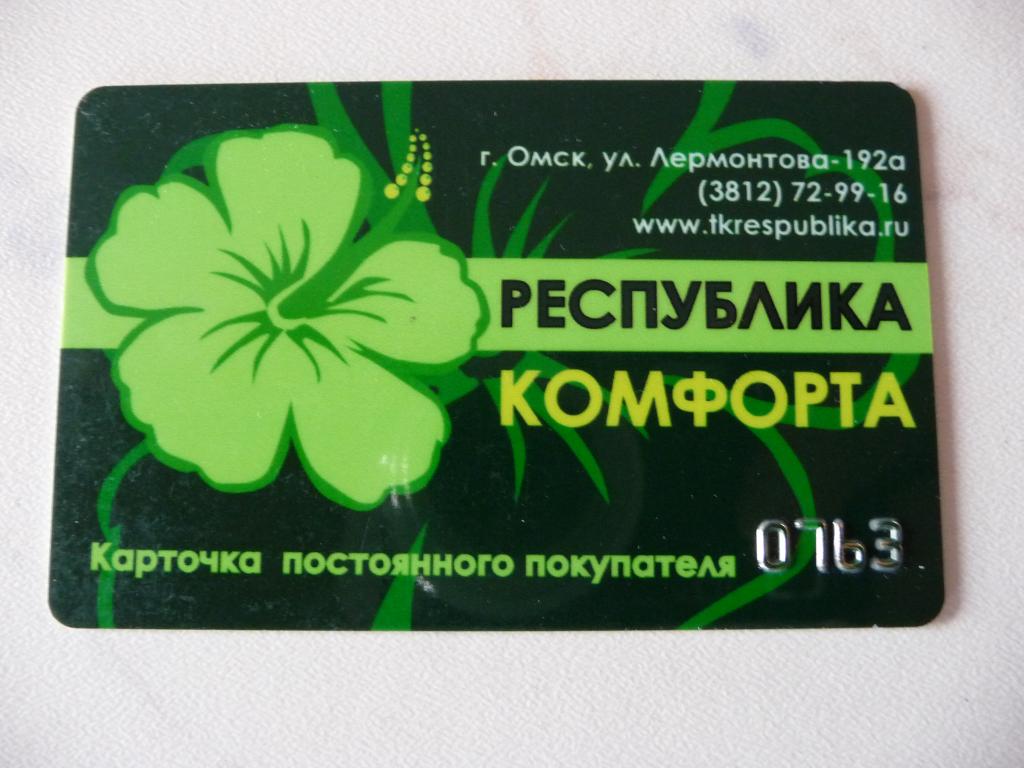 г. Омск, ул. Лермонтова-192а
(3812) 72-99-16
www.tkrespublika.ru
РЕСПУБЛИКА
КОМФОРТА
Карточка постоянного покупателя 0763